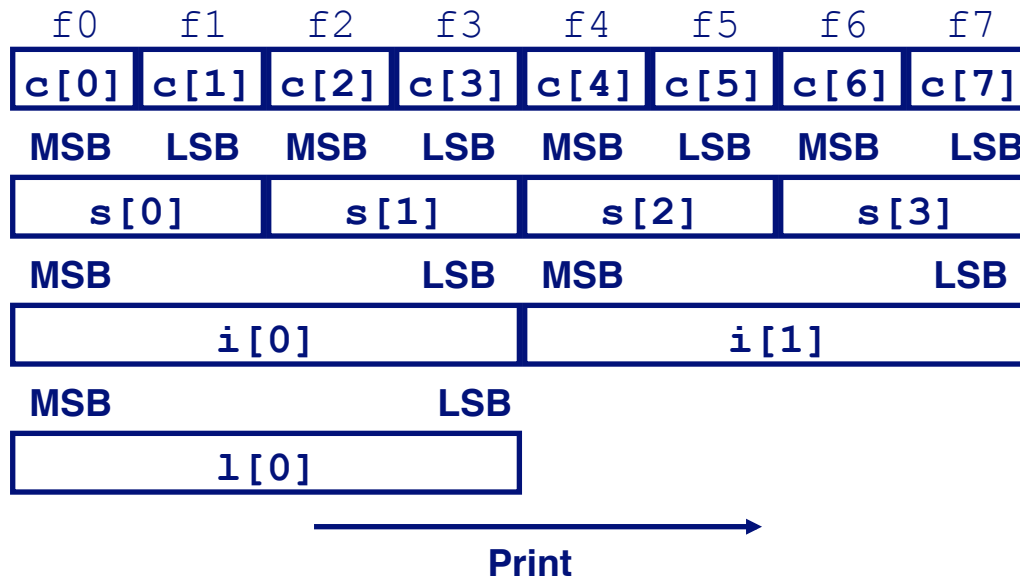 f0 f1 f2 f3 f4 f5 f6 f7
c[0] c[1] c[2] c[3] c[4] c[5] c[6] c[7]
MSB LSB MSB LSB MSB LSB MSB LSB
s[0] s[1] s[2] s[3]
MSB LSB MSB LSB
i[0] i[1]
MSB LSB
l[0]
Print